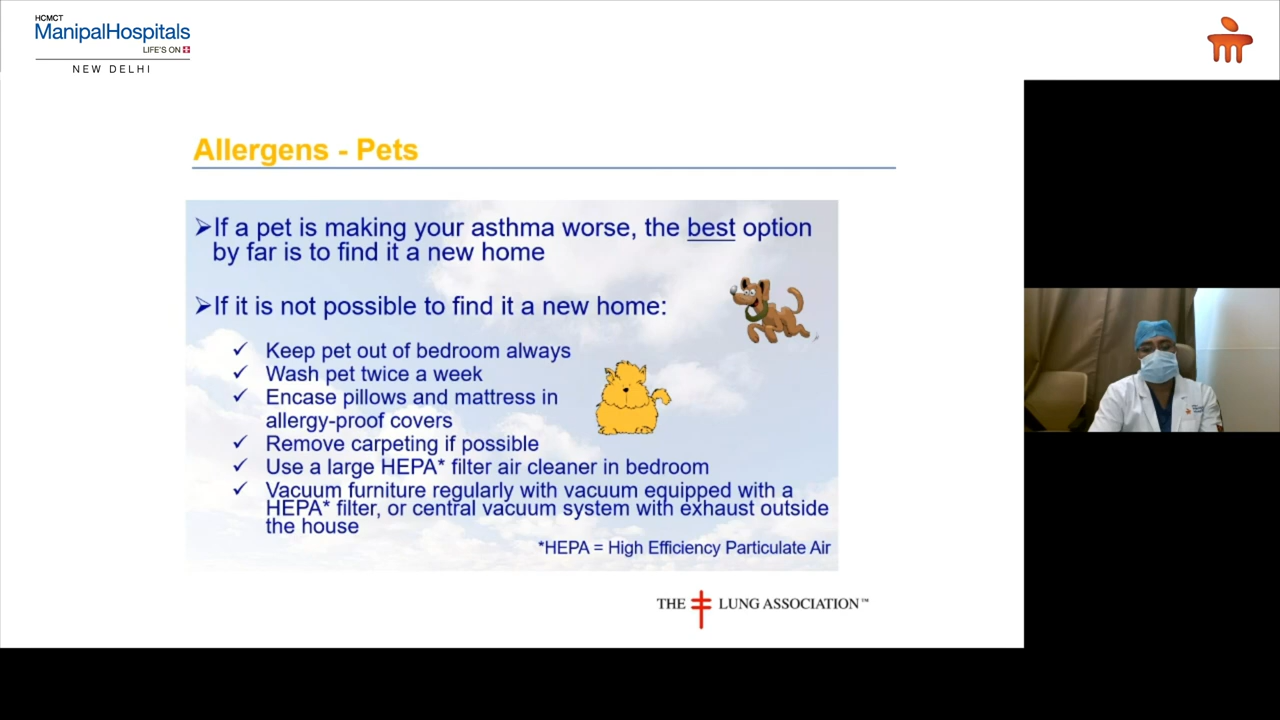 HCMCT
ManipalHospitals
LIFE'S ON
NEW DELHI
Allergens - Pets
➢If a pet is making your asthma worse, the best option
by far is to find it a new home
➢If it is not possible to find it a new home:
✓ Keep pet out of bedroom always
✓ Wash pet twice a week
✓ Encase pillows and mattress in
allergy-proof covers
✓ Remove carpeting if possible
✓ Use a large HEPA* filter air cleaner in bedroom
✓ Vacuum furniture regularly with vacuum equipped with a
HEPA* filter, or central vacuum system with exhaust outside
the house
*HEPA = High Efficiency Particulate Air
THE LUNG ASSOCIATION™